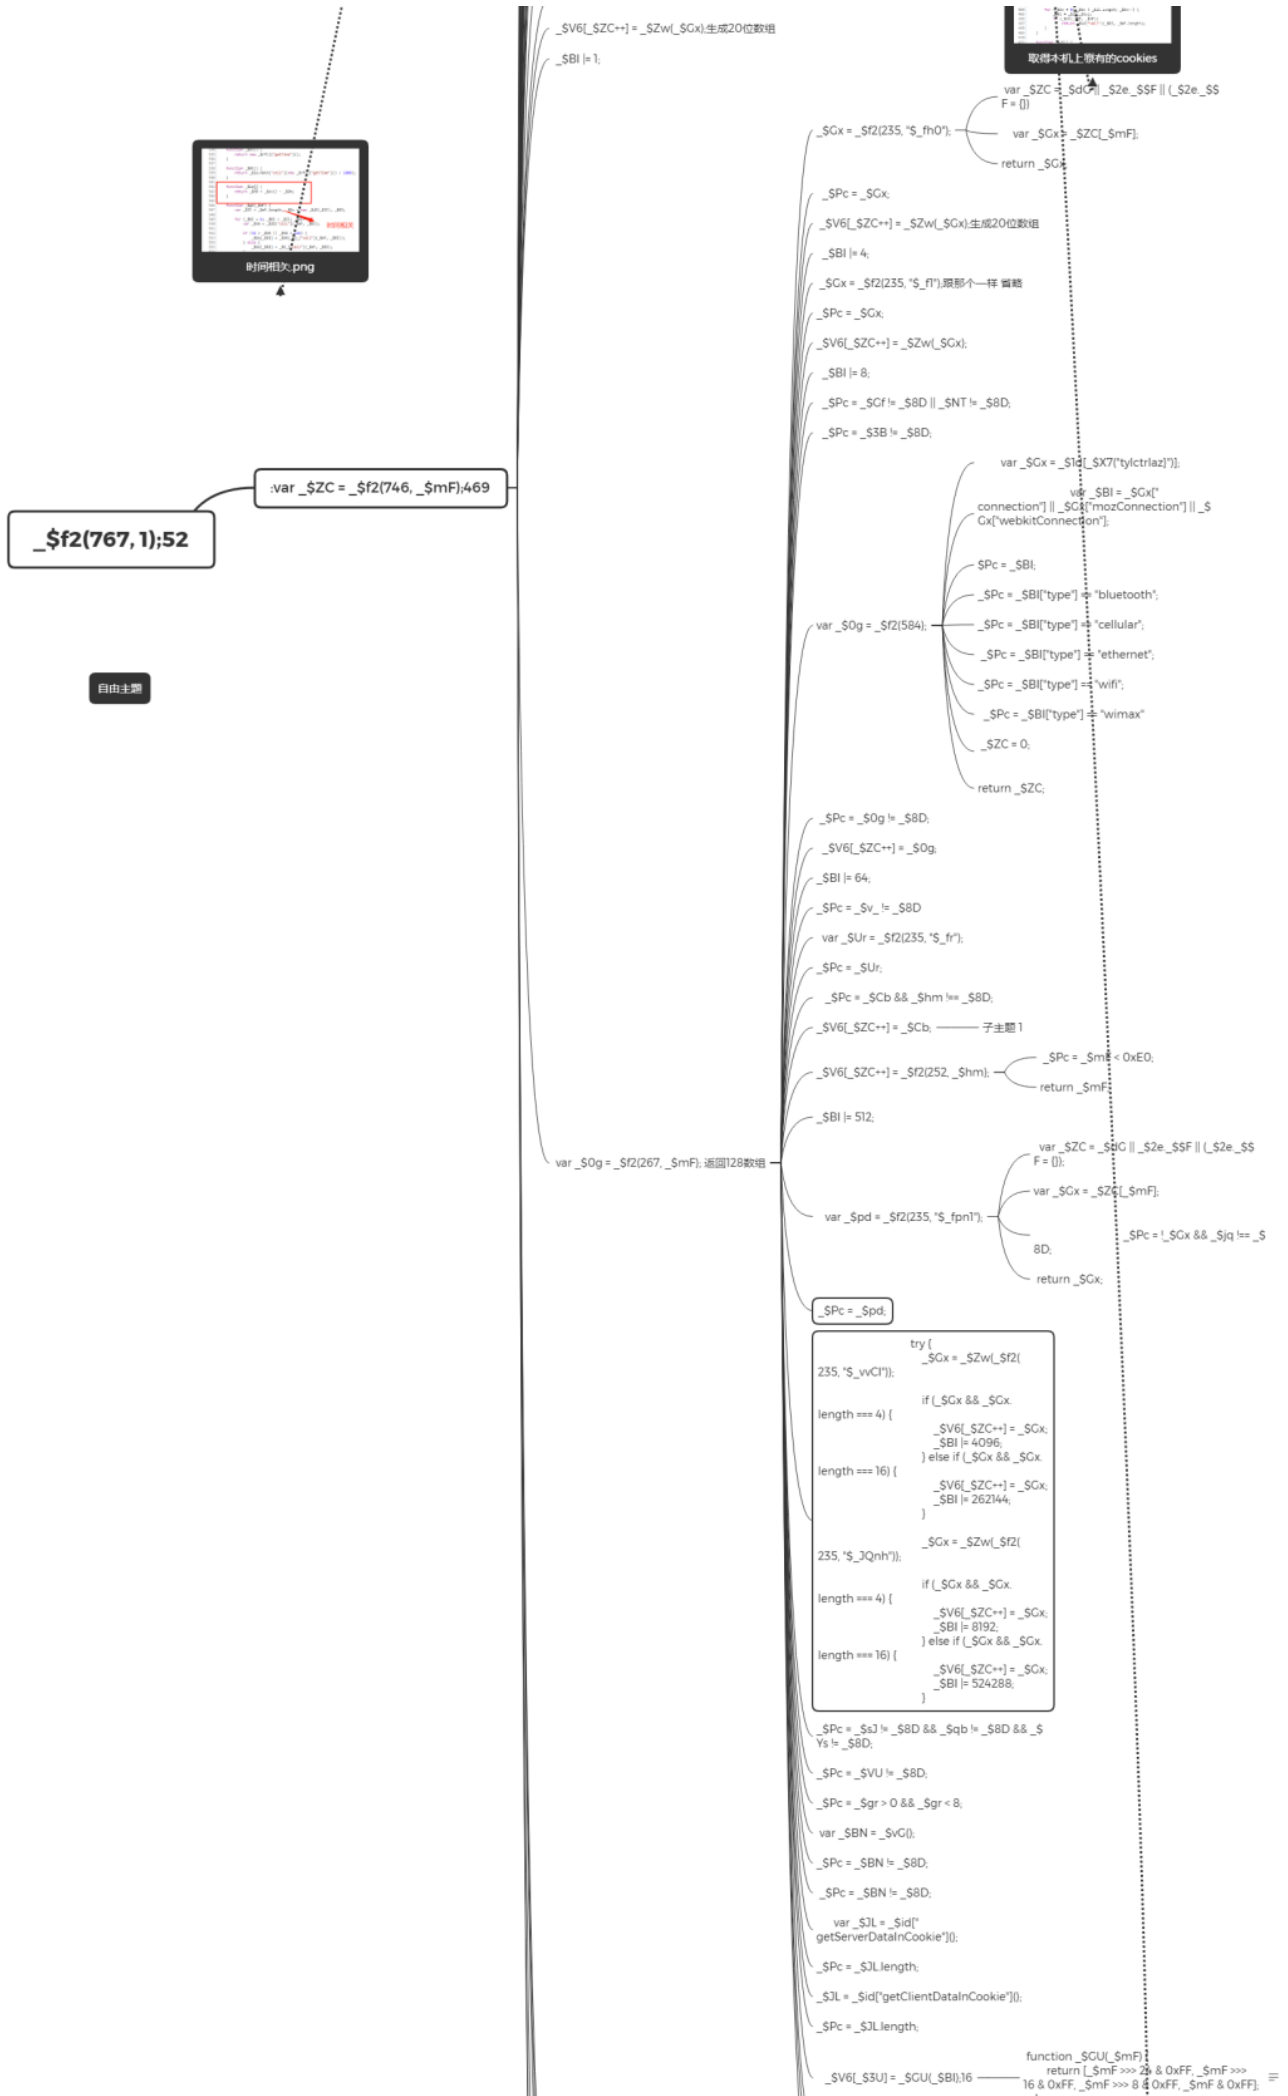 _$V6[_$ZC++] = _$Zw(_$Gx);生成20位数组
_$BI |= 1;
取得本机上原有的cookies
时间相关.png
_$f2(767, 1);52
:var _$ZC = _$f2(746, _$mF);469
自由主题
var _$0g = _$f2(267, _$mF); 返回128数组
_$Gx = _$f2(235, "$_fh0");
var _$ZC = _$dG || _$2e._$$F || (_$2e._$$
F = {})
var _$Gx = _$ZC[_$mF];
return _$Gx
_$Pc = _$Gx;
_$V6[_$ZC++] = _$Zw(_$Gx);生成20位数组
_$BI |= 4;
_$Gx = _$f2(235, "$_f1");跟那个一样 省略
_$Pc = _$Gx;
_$V6[_$ZC++] = _$Zw(_$Gx);
_$BI |= 8;
_$Pc = _$Gf != _$8D || _$NT != _$8D;
_$Pc = _$3B != _$8D;
var _$0g = _$f2(584);
var _$Gx = _$1d[_$X7("tylctrlaz]")];
var _$BI = _$Gx["
connection"] || _$Gx["mozConnection"] || _$
Gx["webkitConnection"];
$Pc = _$BI;
_$Pc = _$BI["type"] == "bluetooth";
_$Pc = _$BI["type"] == "cellular";
_$Pc = _$BI["type"] == "ethernet";
_$Pc = _$BI["type"] == "wifi";
_$Pc = _$BI["type"] == "wimax"
_$ZC = 0;
return _$ZC;
_$Pc = _$0g != _$8D;
_$V6[_$ZC++] = _$0g;
_$BI |= 64;
_$Pc = _$v_ != _$8D
var _$Ur = _$f2(235, "$_fr");
_$Pc = _$Ur;
_$Pc = _$Cb && _$hm !== _$8D;
_$V6[_$ZC++] = _$Cb;
子主题 1
_$V6[_$ZC++] = _$f2(252, _$hm);
_$Pc = _$mF < 0xE0;
return _$mF
_$BI |= 512;
var _$pd = _$f2(235, "$_fpn1");
var _$ZC = _$dG || _$2e._$$F || (_$2e._$$
F = {});
var _$Gx = _$ZC[_$mF];
_$Pc = !_$Gx && _$jq !== _$
8D;
return _$Gx;
_$Pc = _$pd;
try {
_$Gx = _$Zw(_$f2(
235, "$_vvCI"));
if (_$Gx && _$Gx.
length === 4) {
_$V6[_$ZC++] = _$Gx;
_$BI |= 4096;
} else if (_$Gx && _$Gx.
length === 16) {
_$V6[_$ZC++] = _$Gx;
_$BI |= 262144;
}
_$Gx = _$Zw(_$f2(
235, "$_JQnh"));
if (_$Gx && _$Gx.
length === 4) {
_$V6[_$ZC++] = _$Gx;
_$BI |= 8192;
} else if (_$Gx && _$Gx.
length === 16) {
_$V6[_$ZC++] = _$Gx;
_$BI |= 524288;
}
_$Pc = _$sJ != _$8D && _$qb != _$8D && _$
Ys != _$8D;
_$Pc = _$VU != _$8D;
_$Pc = _$gr > 0 && _$gr < 8;
var _$BN = _$vG();
_$Pc = _$BN != _$8D;
_$Pc = _$BN != _$8D;
var _$JL = _$id["
getServerDataInCookie"]();
_$Pc = _$JL.length;
_$JL = _$id["getClientDataInCookie"]();
_$Pc = _$JL.length;
_$V6[_$3U] = _$GU(_$BI);16
function _$GU(_$mF) {
return [_$mF >>> 24 & 0xFF, _$mF >>>
16 & 0xFF, _$mF >>> 8 & 0xFF, _$mF & 0xFF];